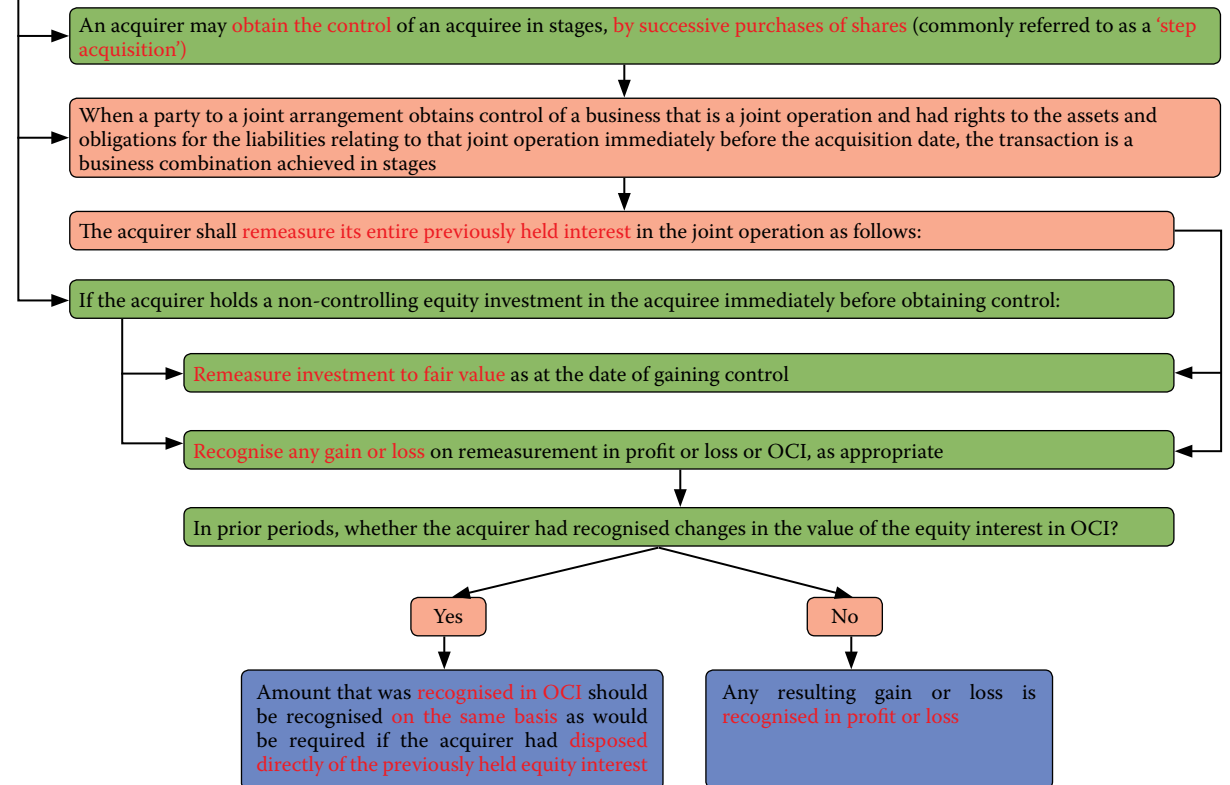 An acquirer may obtain the control of an acquiree in stages, by successive purchases of shares (commonly referred to as a ‘step
acquisition’)
When a party to a joint arrangement obtains control of a business that is a joint operation and had rights to the assets and
obligations for the liabilities relating to that joint operation immediately before the acquisition date, the transaction is a
business combination achieved in stages
The acquirer shall remeasure its entire previously held interest in the joint operation as follows:
If the acquirer holds a non-controlling equity investment in the acquiree immediately before obtaining control:
Remeasure investment to fair value as at the date of gaining control
Recognise any gain or loss on remeasurement in profit or loss or OCI, as appropriate
In prior periods, whether the acquirer had recognised changes in the value of the equity interest in OCI?
Yes
No
Amount that was recognised in OCI should
be recognised on the same basis as would
be required if the acquirer had disposed
directly of the previously held equity interest
Any resulting gain or loss is
recognised in profit or loss